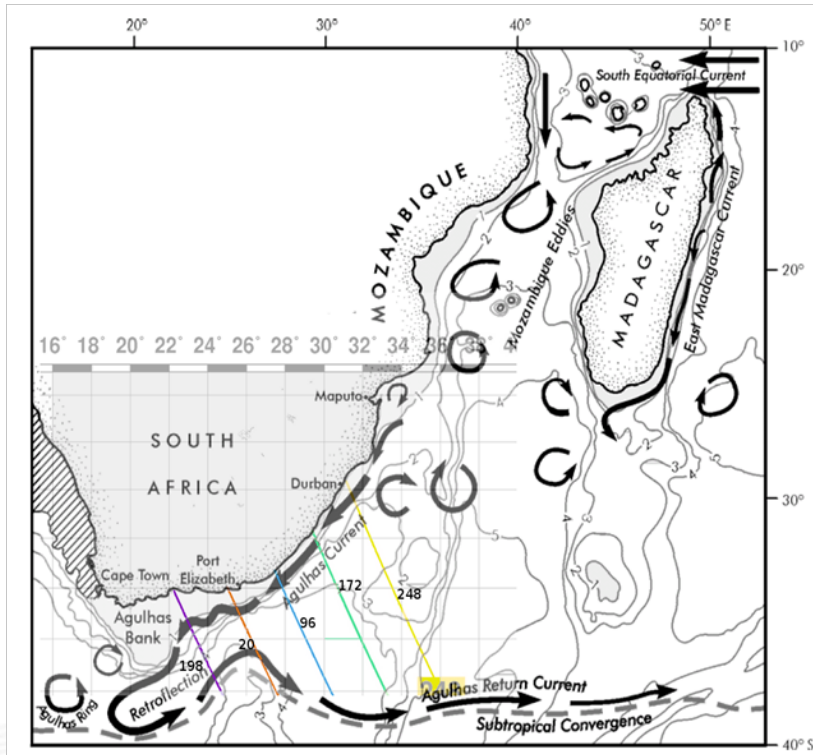 20° 30° 40° 50° E
10°
South Equatorial Current
MOZAMBIQUE
Mozambique Eddies
MADAGASCAR
East Madagascar Current
20°
16° 18° 20° 22° 24° 26° 28° 30° 32° 34° 36° 38°
Maputo
SOUTH
AFRICA
Durban
30°
Agulhas Current
Cape Town
Port
Elizabeth
Agulhas
Bank
172
248
96
20
198
Retroflection
Agulhas Ring
Agulhas Return Current
Subtropical Convergence
40° S